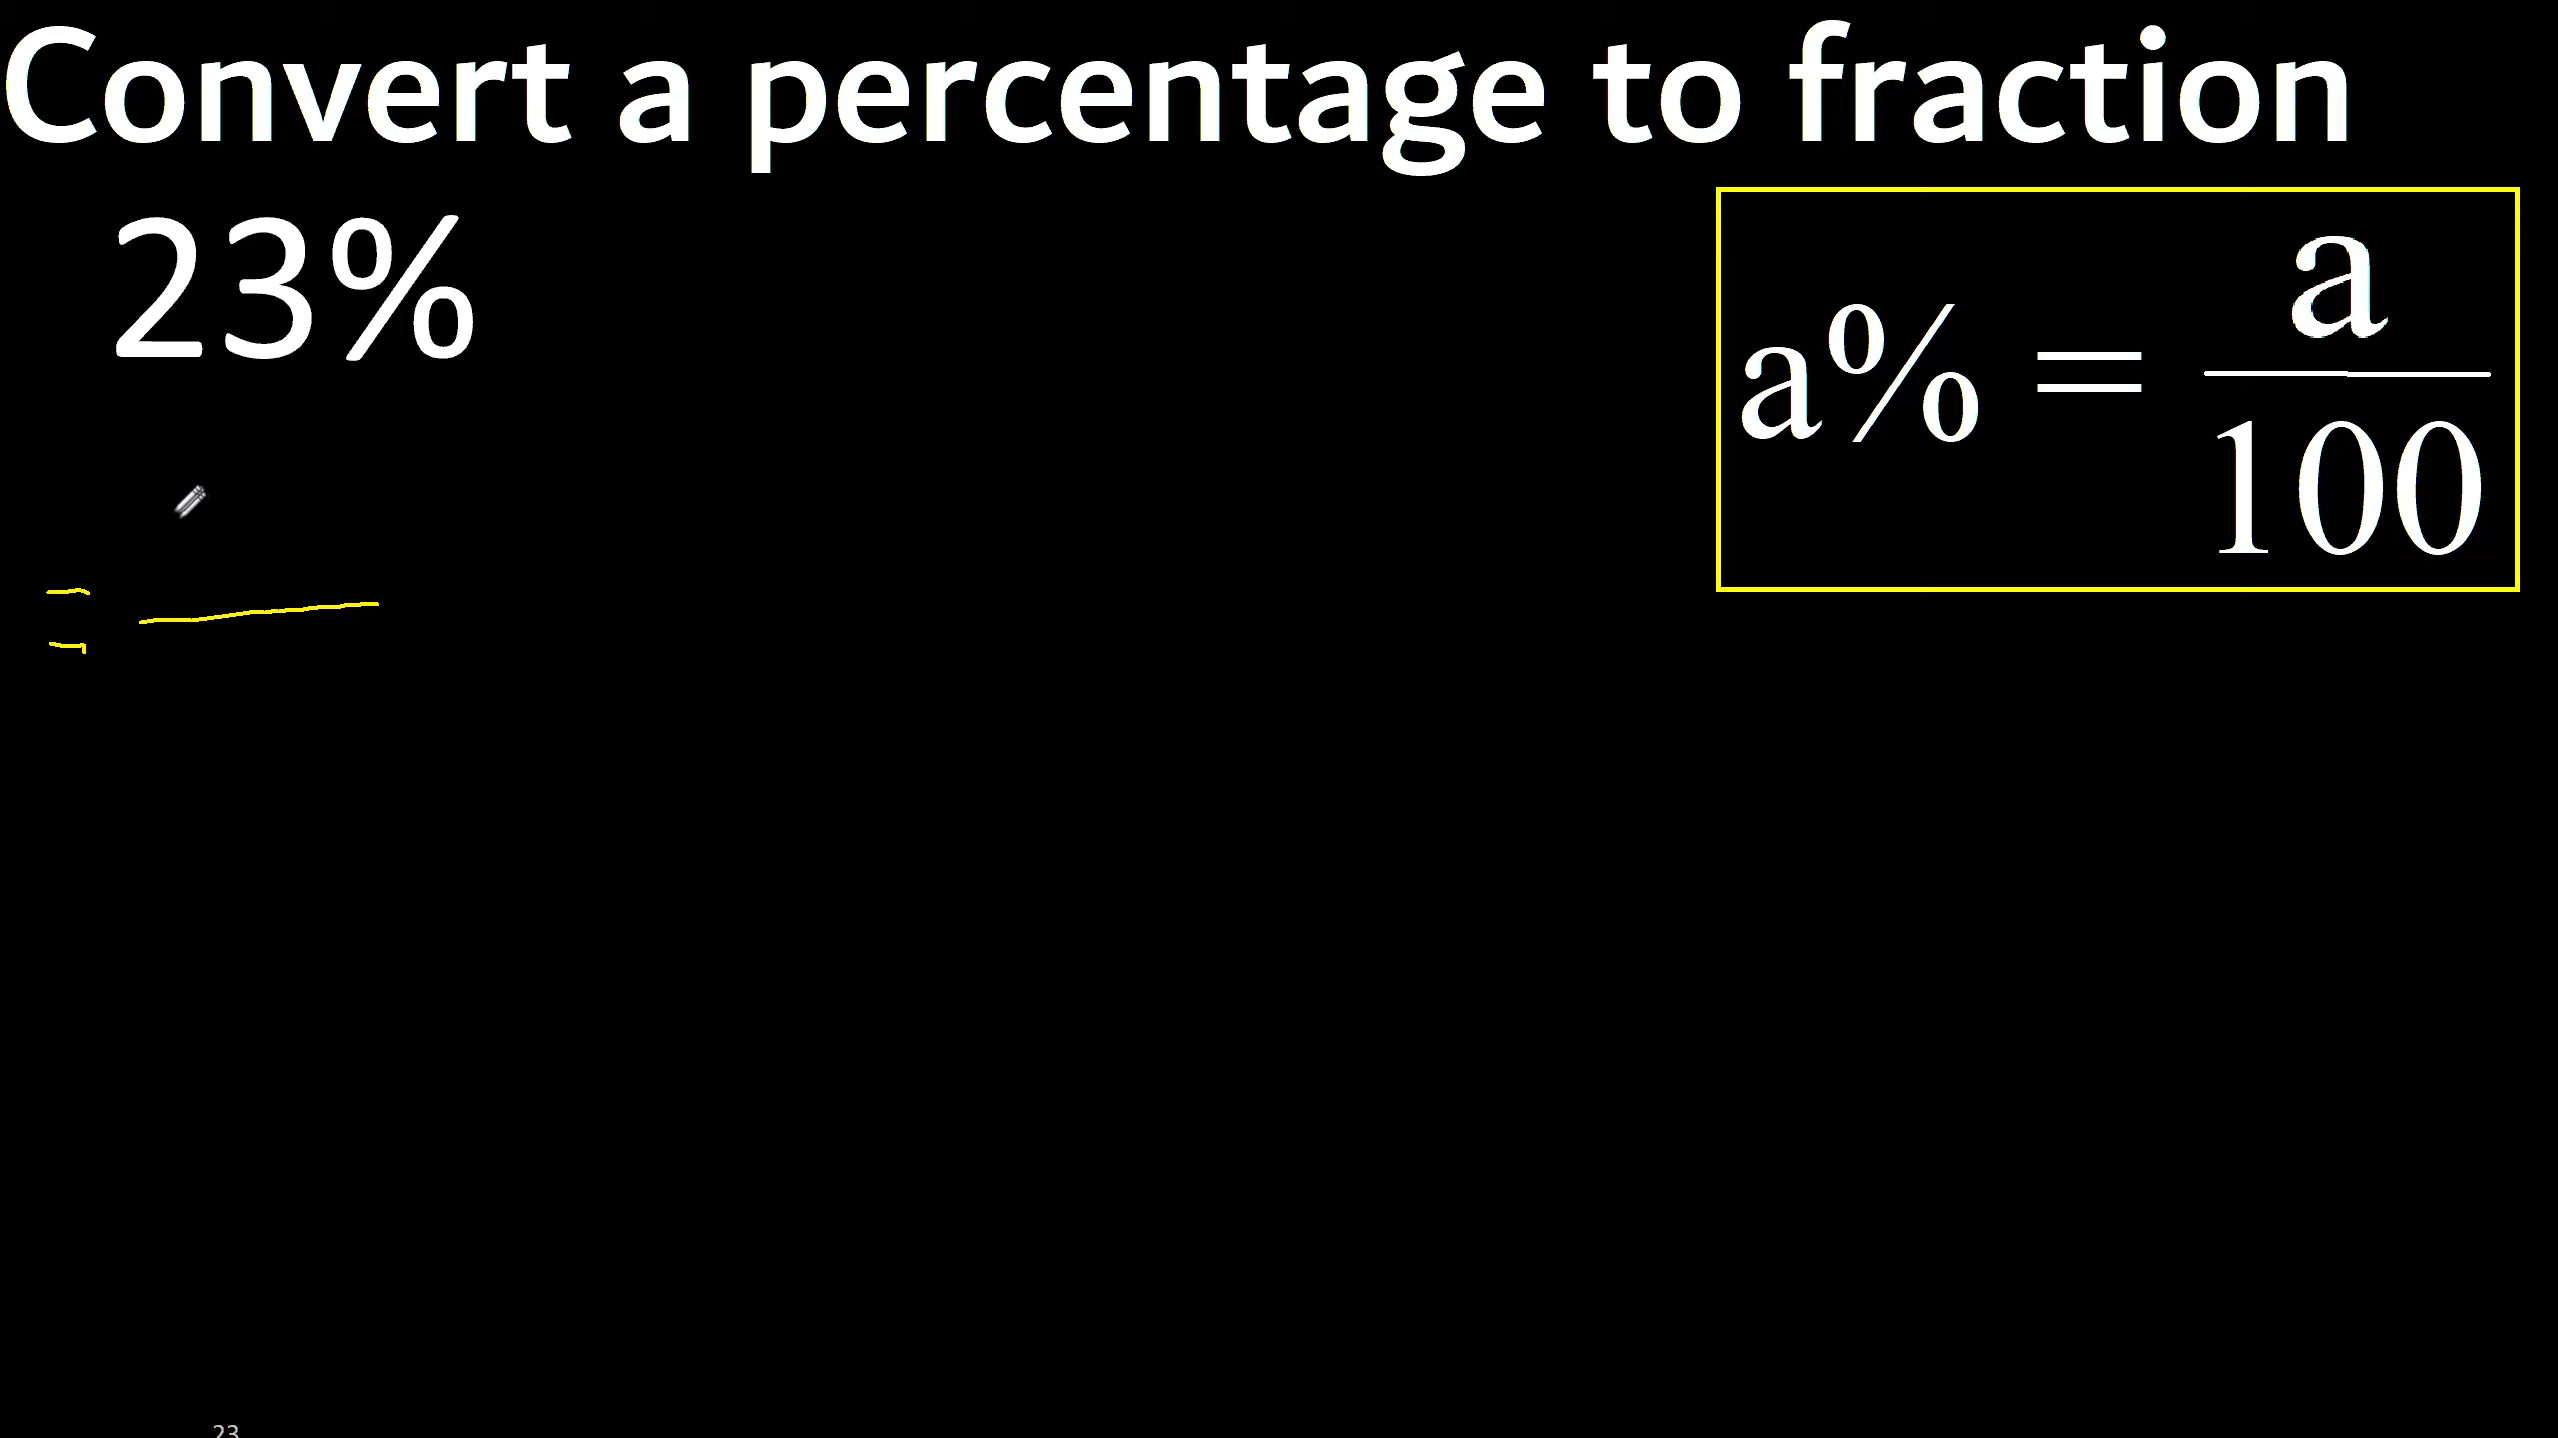 Convert a percentage to fraction
23%
a% = a/100
=
23